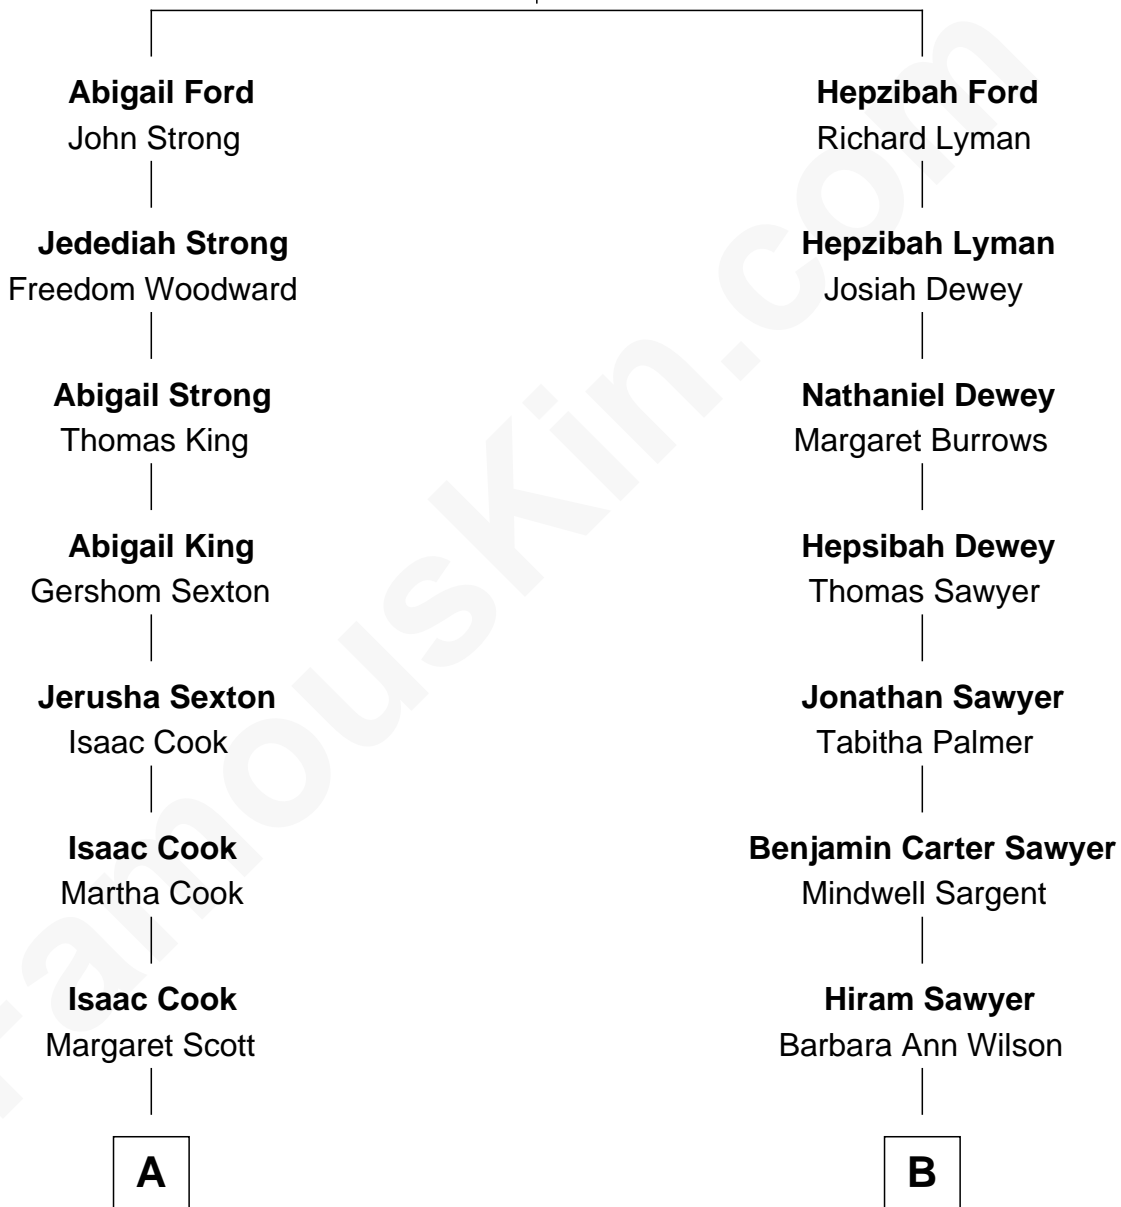 Abigail Ford
John Strong
Jedediah Strong
Freedom Woodward
Abigail Strong
Thomas King
Abigail King
Gershom Sexton
Jerusha Sexton
Isaac Cook
Isaac Cook
Martha Cook
Isaac Cook
Margaret Scott
A
Hepzibah Ford
Richard Lyman
Hepzibah Lyman
Josiah Dewey
Nathaniel Dewey
Margaret Burrows
Hepsibah Dewey
Thomas Sawyer
Jonathan Sawyer
Tabitha Palmer
Benjamin Carter Sawyer
Mindwell Sargent
Hiram Sawyer
Barbara Ann Wilson
B
FamousKin.com